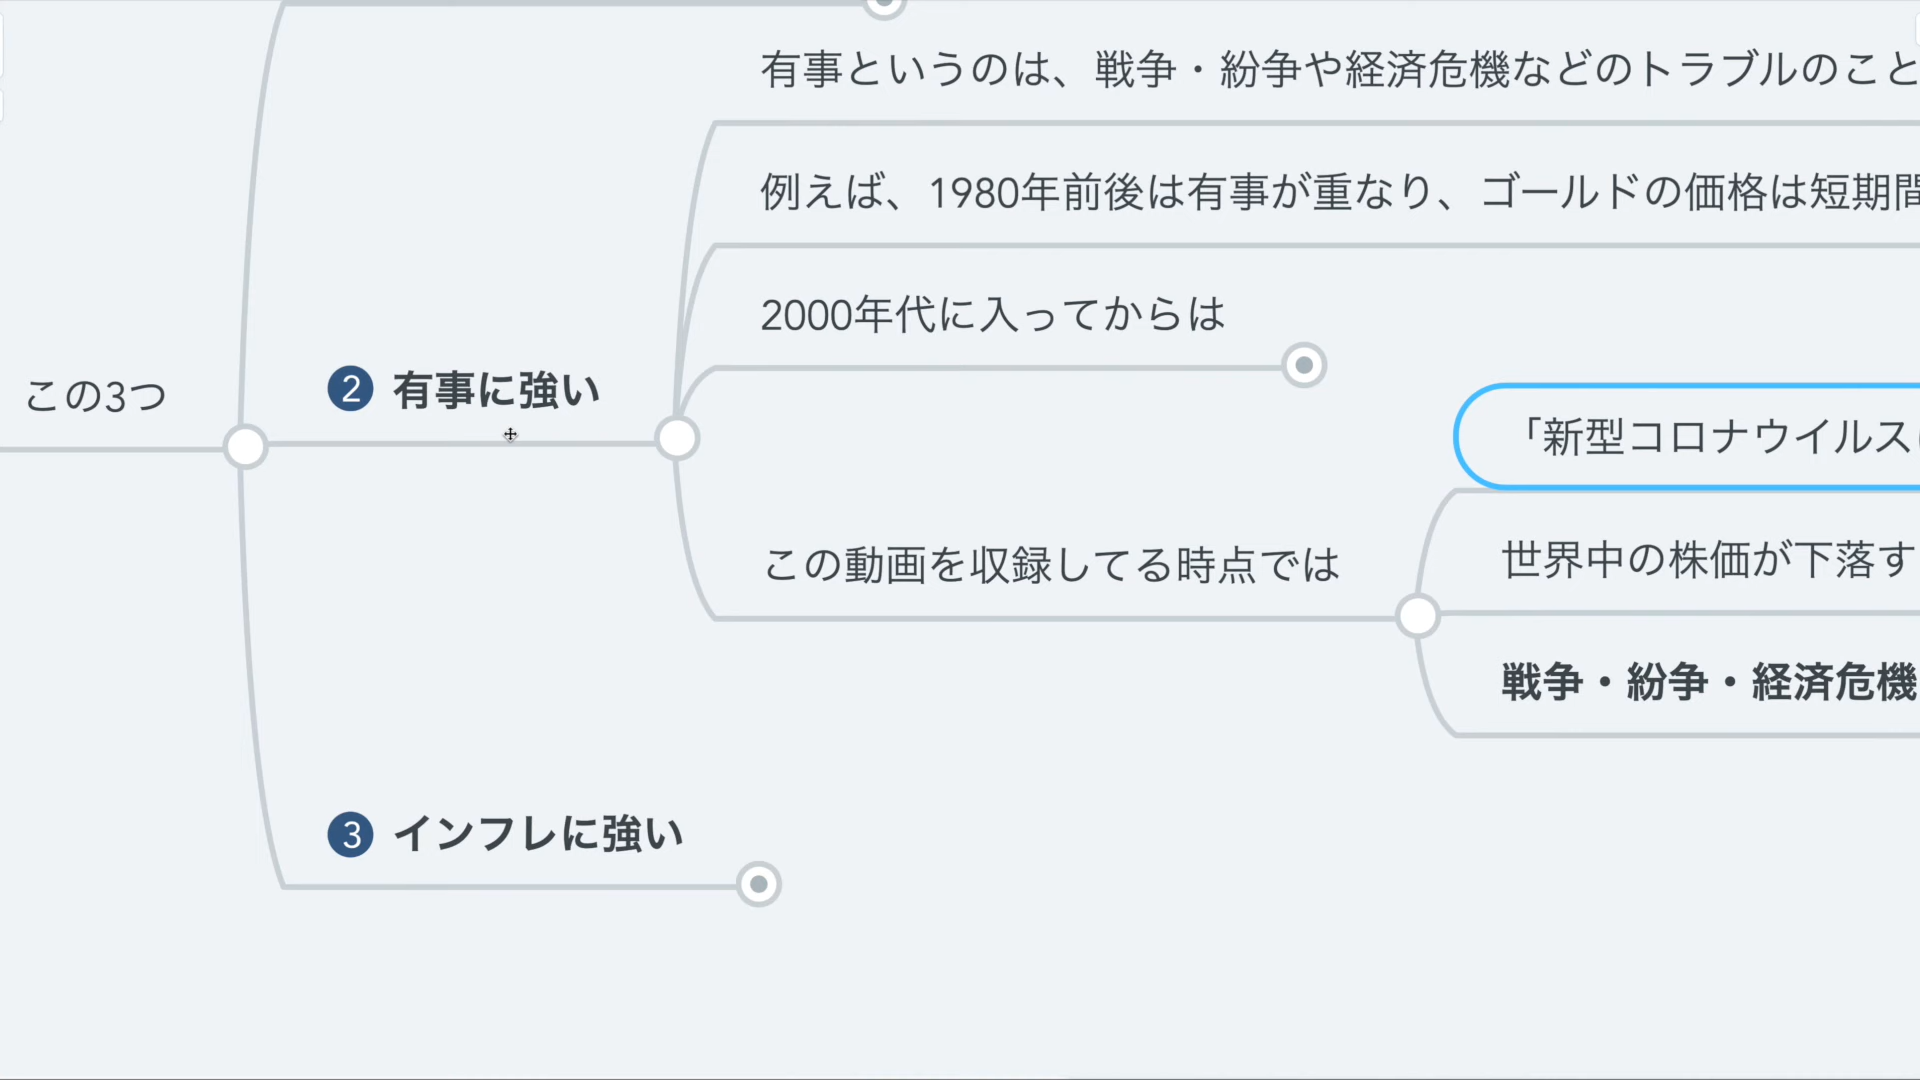 この3つ
2 有事に強い
有事というのは、戦争・紛争や経済危機などのトラブルのこと
例えば、1980年前後は有事が重なり、ゴールドの価格は短期間
2000年代に入ってからは
この動画を収録してる時点では
「新型コロナウイルス
世界中の株価が下落す
戦争・紛争・経済危機
3 インフレに強い